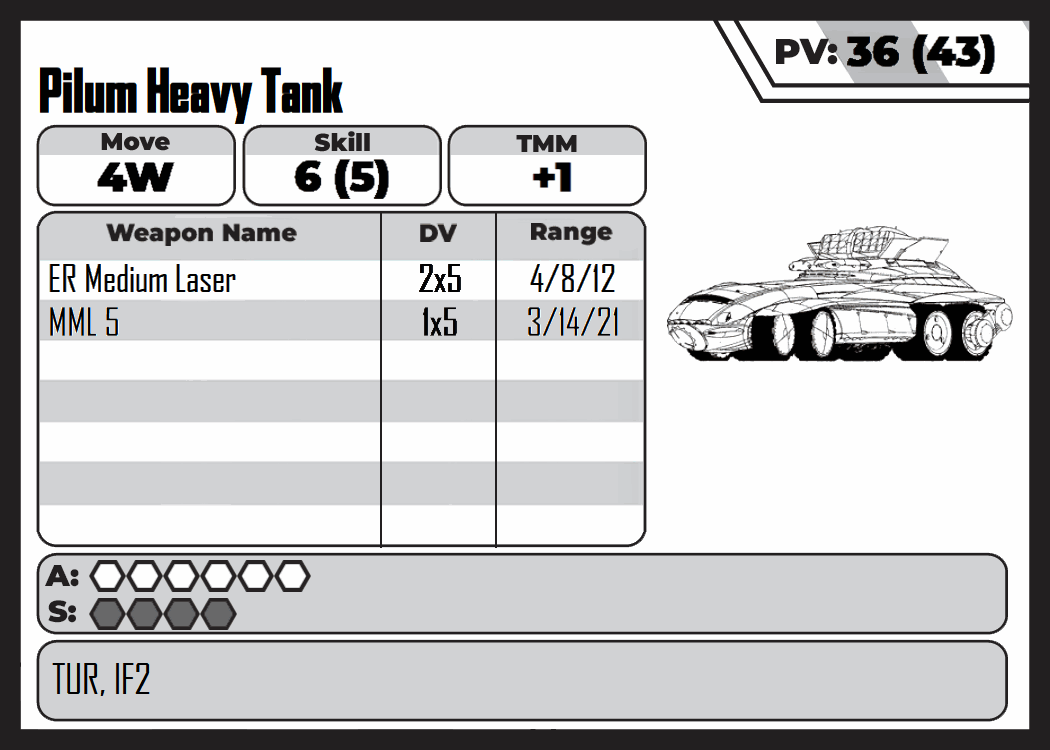 PV: 36 (43)
Pilum Heavy Tank
Move Skill TMM
4W 6 (5) +1
Weapon Name DV Range
ER Medium Laser 2x5 4/8/12
MML 5 1x5 3/14/21
A:
S:
TUR, IF2